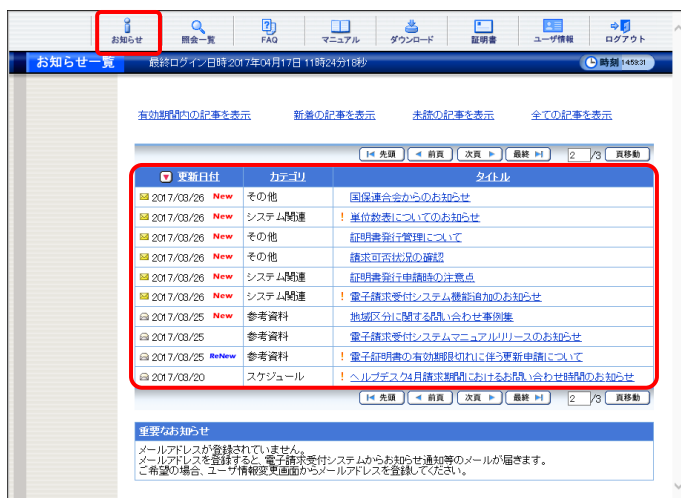 お知らせ 照会一覧 FAQ マニュアル ダウンロード 証明書 ユーザ情報 ログアウト
お知らせ一覧 最終ログイン日時:2017年04月17日 11時24分18秒 時刻 14:59:31
有効期間内の記事を表示 新着の記事を表示 未読の記事を表示 全ての記事を表示
先頭 前頁 次頁 最終 2 /3 頁移動
更新日付 カテゴリ タイトル
2017/03/26 New その他 国保連合会からのお知らせ
2017/03/26 New システム関連 ! 単位数表についてのお知らせ
2017/03/26 New その他 証明書発行管理について
2017/03/26 New その他 請求可否状況の確認
2017/03/26 New システム関連 証明書発行申請時の注意点
2017/03/26 New システム関連 ! 電子請求受付システム機能追加のお知らせ
2017/03/25 New 参考資料 地域区分に関する問い合わせ事例集
2017/03/25 参考資料 電子請求受付システムマニュアルリリースのお知らせ
2017/03/25 ReNew 参考資料 ! 電子証明書の有効期限切れに伴う更新申請について
2017/03/20 スケジュール ! ヘルプデスク4月請求期間におけるお問い合わせ時間のお知らせ
先頭 前頁 次頁 最終 2 /3 頁移動
重要なお知らせ
メールアドレスが登録されていません。
メールアドレスを登録すると、電子請求受付システムからお知らせ通知等のメールが届きます。
ご希望の場合、ユーザ情報変更画面からメールアドレスを登録してください。